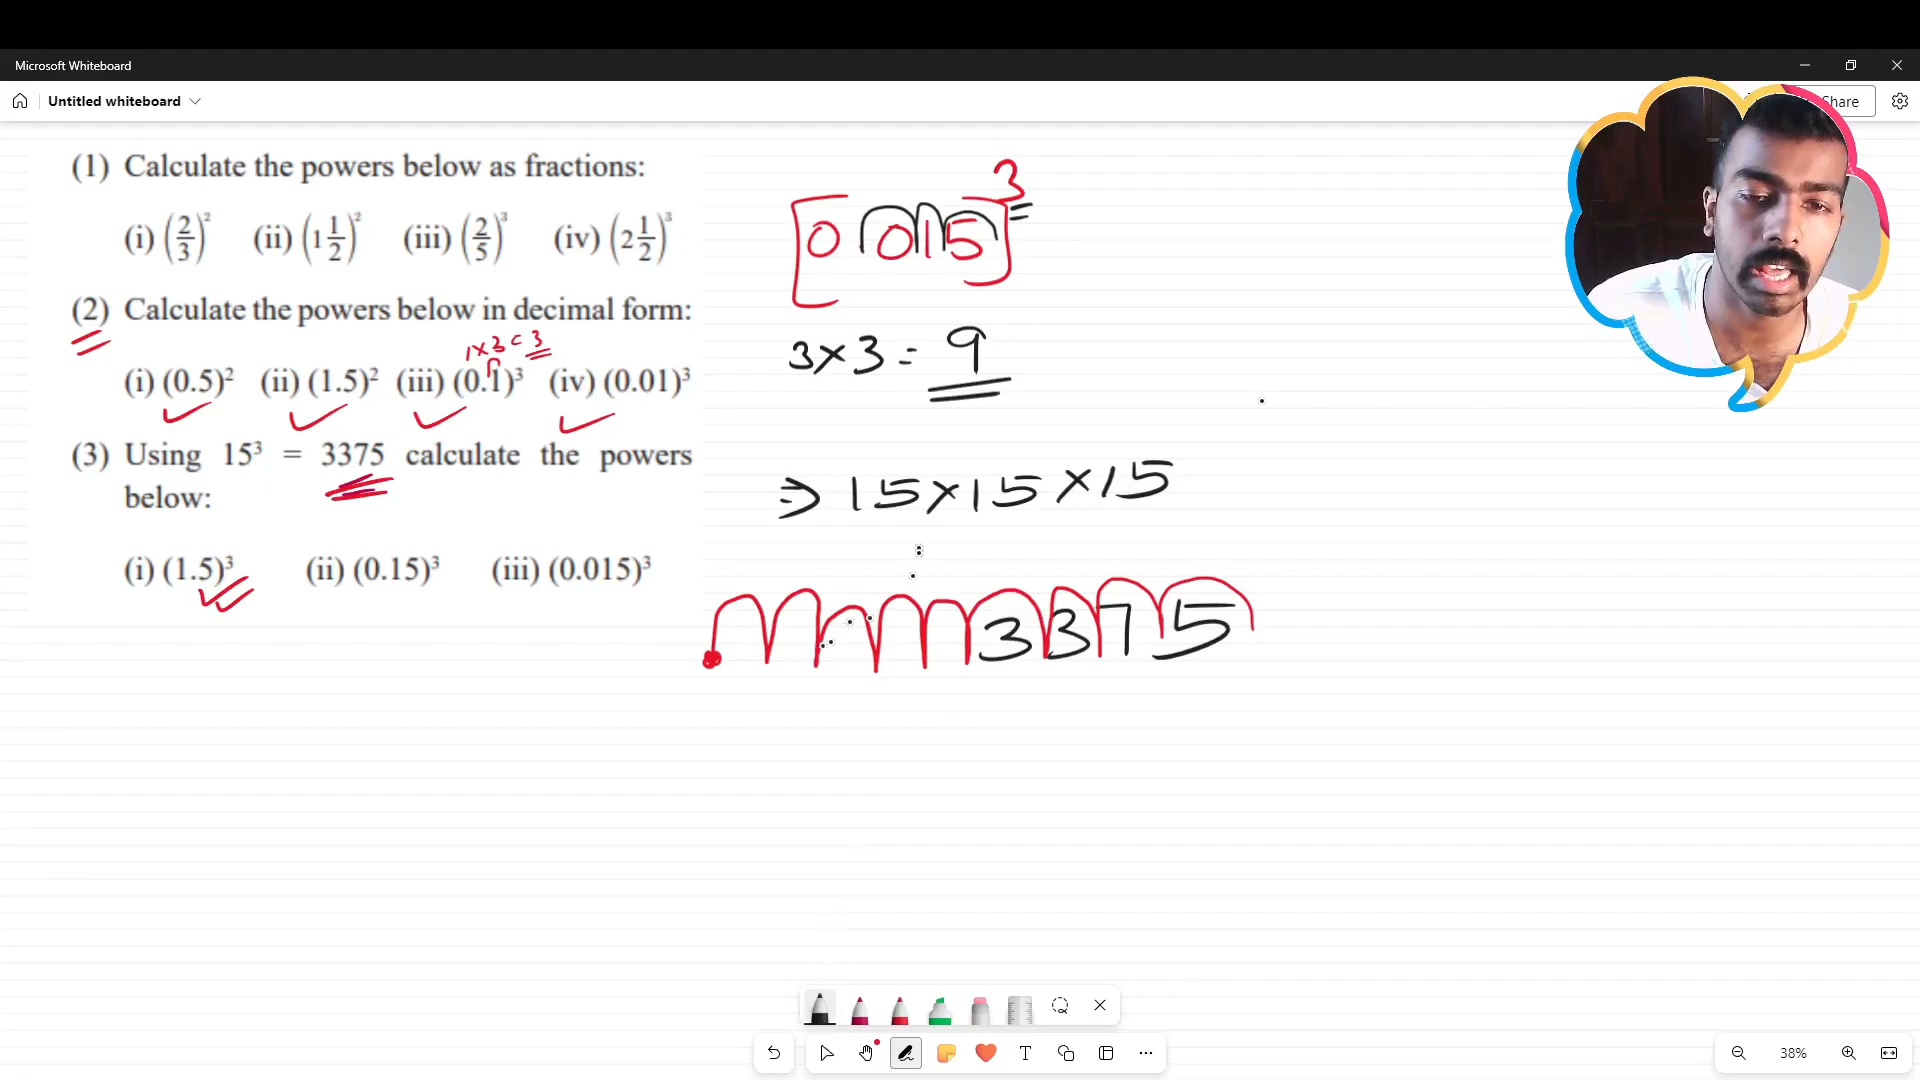 Microsoft Whiteboard
Untitled whiteboard
Share
(1) Calculate the powers below as fractions:
(i) (2/3)² (ii) (1 1/2)² (iii) (2/5)³ (iv) (2 1/2)³
(2) Calculate the powers below in decimal form:
1×3=3
(i) (0.5)² (ii) (1.5)² (iii) (0.1)³ (iv) (0.01)³
(3) Using 15³ = 3375 calculate the powers
below:
(i) (1.5)³ (ii) (0.15)³ (iii) (0.015)³
[0 015]³
3×3=9
⇒ 15×15×15
3375
38%